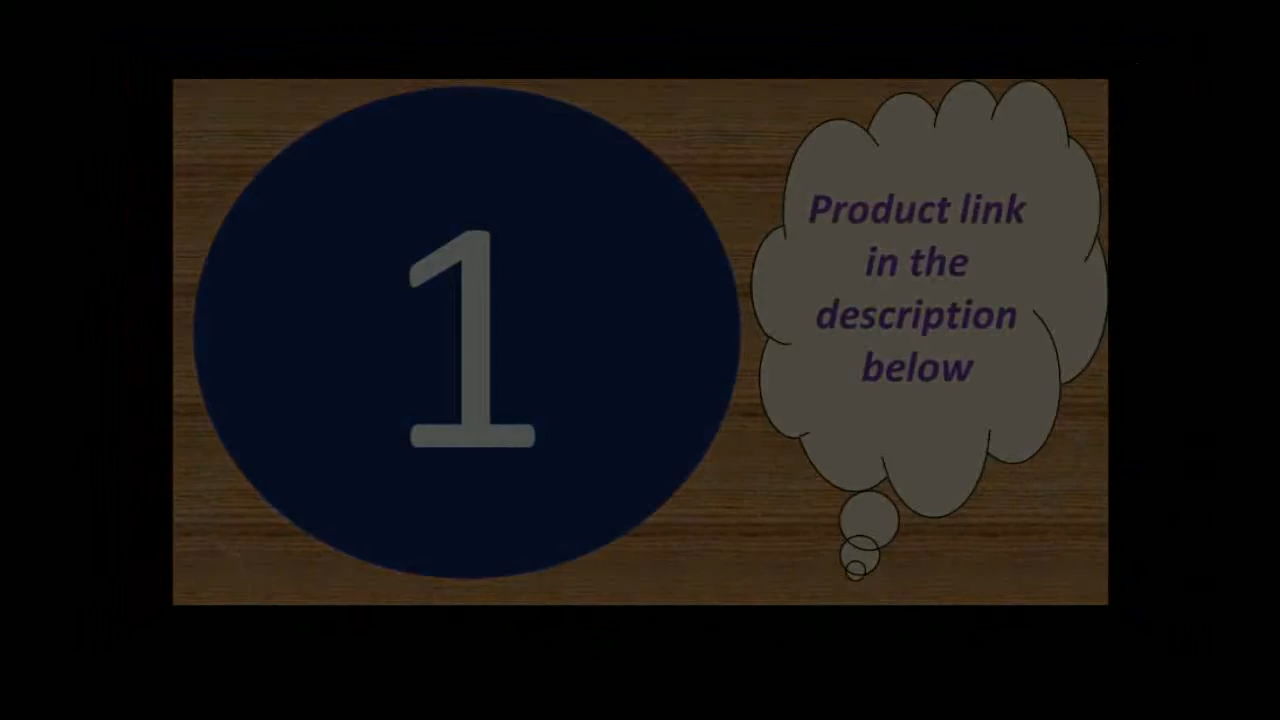 1
Product link
in the
description
below